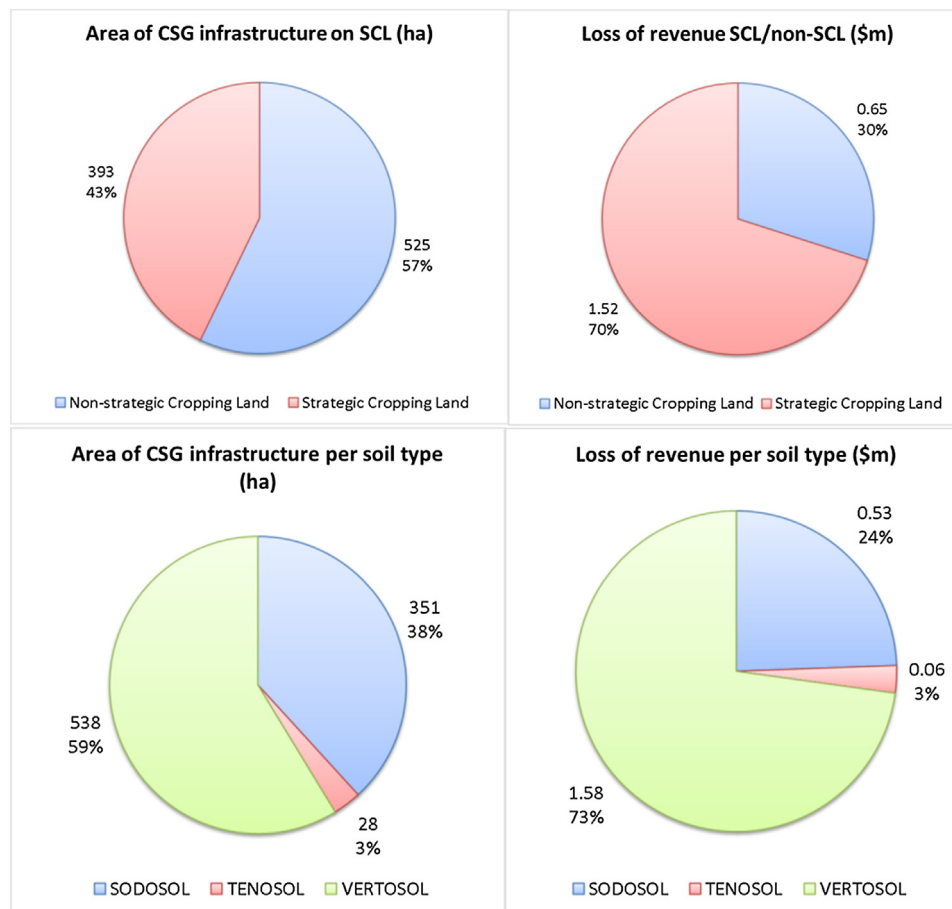 Area of CSG infrastructure on SCL (ha)
393
43%
525
57%
Non-strategic Cropping Land
Strategic Cropping Land
Loss of revenue SCL/non-SCL ($m)
0.65
30%
1.52
70%
Non-strategic Cropping Land
Strategic Cropping Land
Area of CSG infrastructure per soil type
(ha)
351
38%
538
59%
28
3%
SODOSOL
TENOSOL
VERTOSOL
Loss of revenue per soil type ($m)
0.53
24%
0.06
3%
1.58
73%
SODOSOL
TENOSOL
VERTOSOL